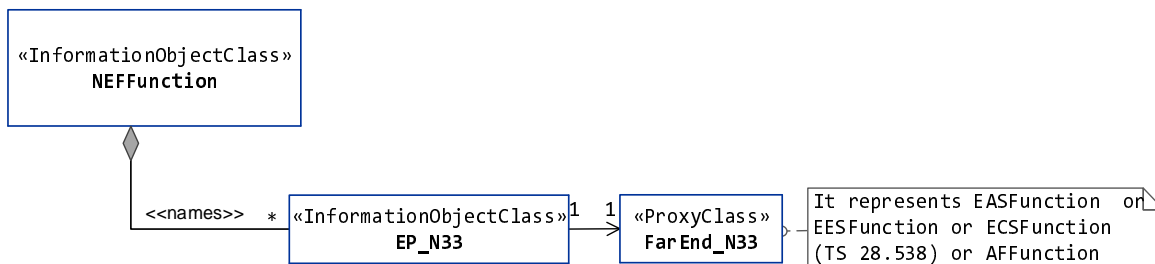 «InformationObjectClass»
NEFFunction
<<names>>
*
«InformationObjectClass»
EP_N33
1
1
«ProxyClass»
FarEnd_N33
It represents EASFunction or
EESFunction or ECSFunction
(TS 28.538) or AFFunction